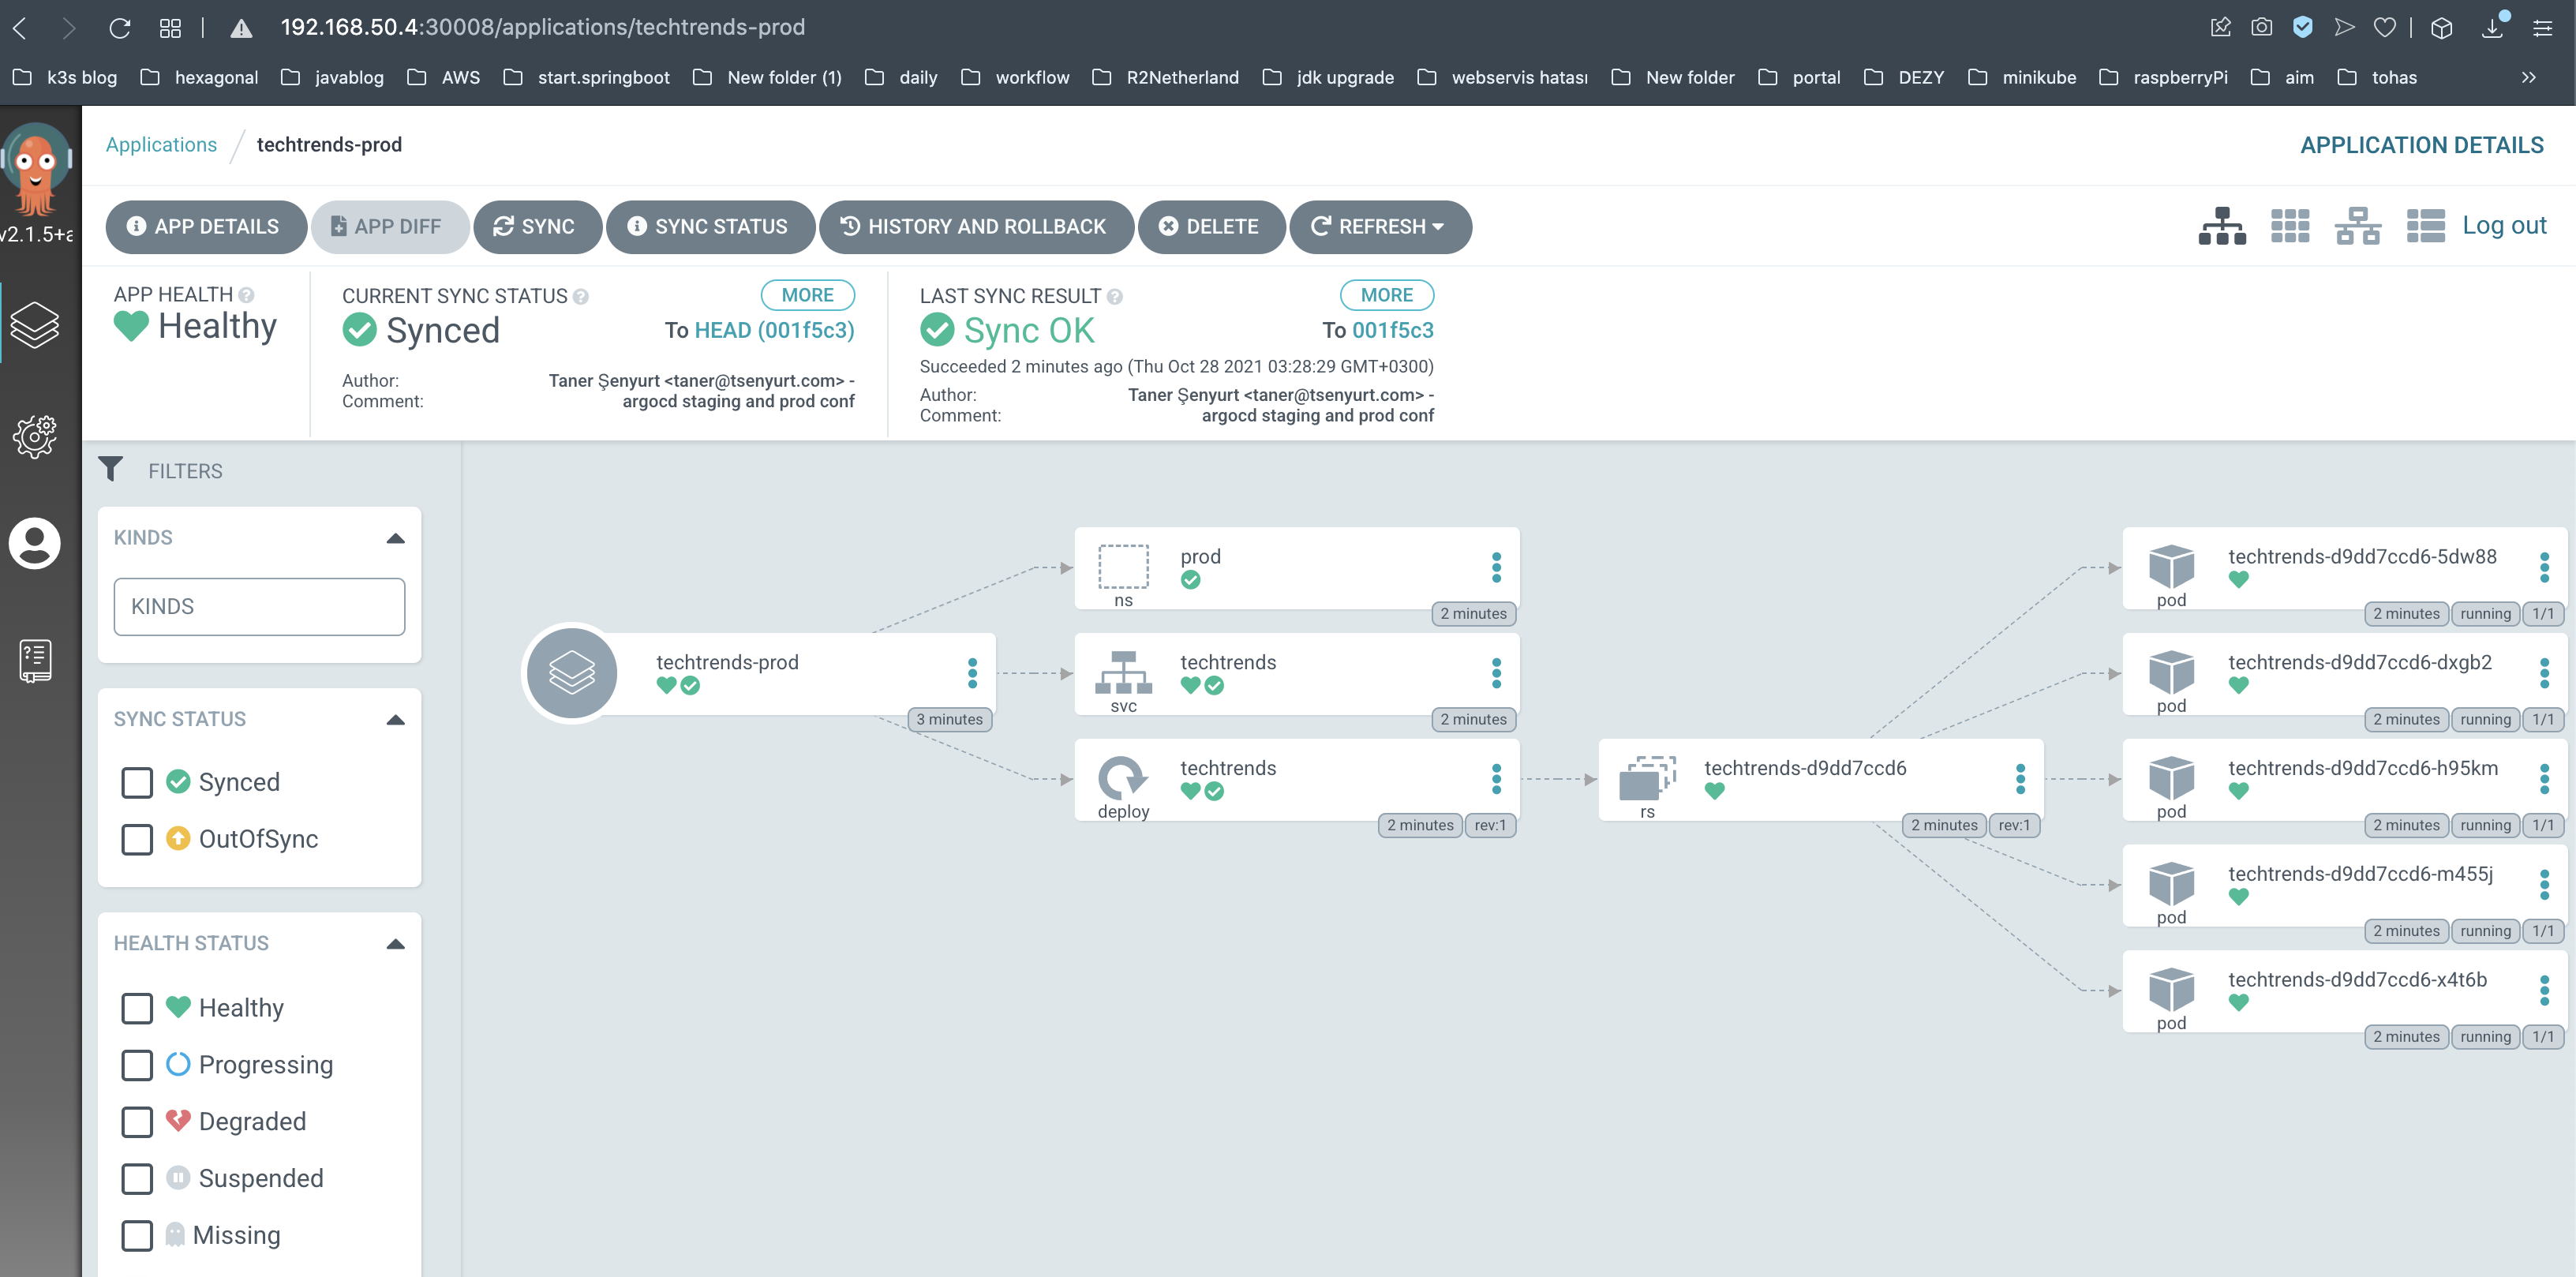 192.168.50.4:30008/applications/techtrends-prod
k3s blog hexagonal javablog AWS start.springboot New folder (1) daily workflow R2Netherland jdk upgrade webservis hatası New folder portal DEZY minikube raspberryPi aim tohas
Applications / techtrends-prod APPLICATION DETAILS
v2.1.5+a
APP DETAILS APP DIFF SYNC SYNC STATUS HISTORY AND ROLLBACK DELETE REFRESH Log out
APP HEALTH
Healthy
CURRENT SYNC STATUS MORE
Synced To HEAD (001f5c3)
Author: Taner Şenyurt <taner@tsenyurt.com> -
Comment: argocd staging and prod conf
LAST SYNC RESULT MORE
Sync OK To 001f5c3
Succeeded 2 minutes ago (Thu Oct 28 2021 03:28:29 GMT+0300)
Author: Taner Şenyurt <taner@tsenyurt.com> -
Comment: argocd staging and prod conf
FILTERS
KINDS
KINDS
SYNC STATUS
Synced
OutOfSync
HEALTH STATUS
Healthy
Progressing
Degraded
Suspended
Missing
techtrends-prod
3 minutes
prod
ns
2 minutes
techtrends
svc
2 minutes
techtrends
deploy
2 minutes rev:1
techtrends-d9dd7ccd6
rs
2 minutes rev:1
techtrends-d9dd7ccd6-5dw88
pod
2 minutes running 1/1
techtrends-d9dd7ccd6-dxgb2
pod
2 minutes running 1/1
techtrends-d9dd7ccd6-h95km
pod
2 minutes running 1/1
techtrends-d9dd7ccd6-m455j
pod
2 minutes running 1/1
techtrends-d9dd7ccd6-x4t6b
pod
2 minutes running 1/1